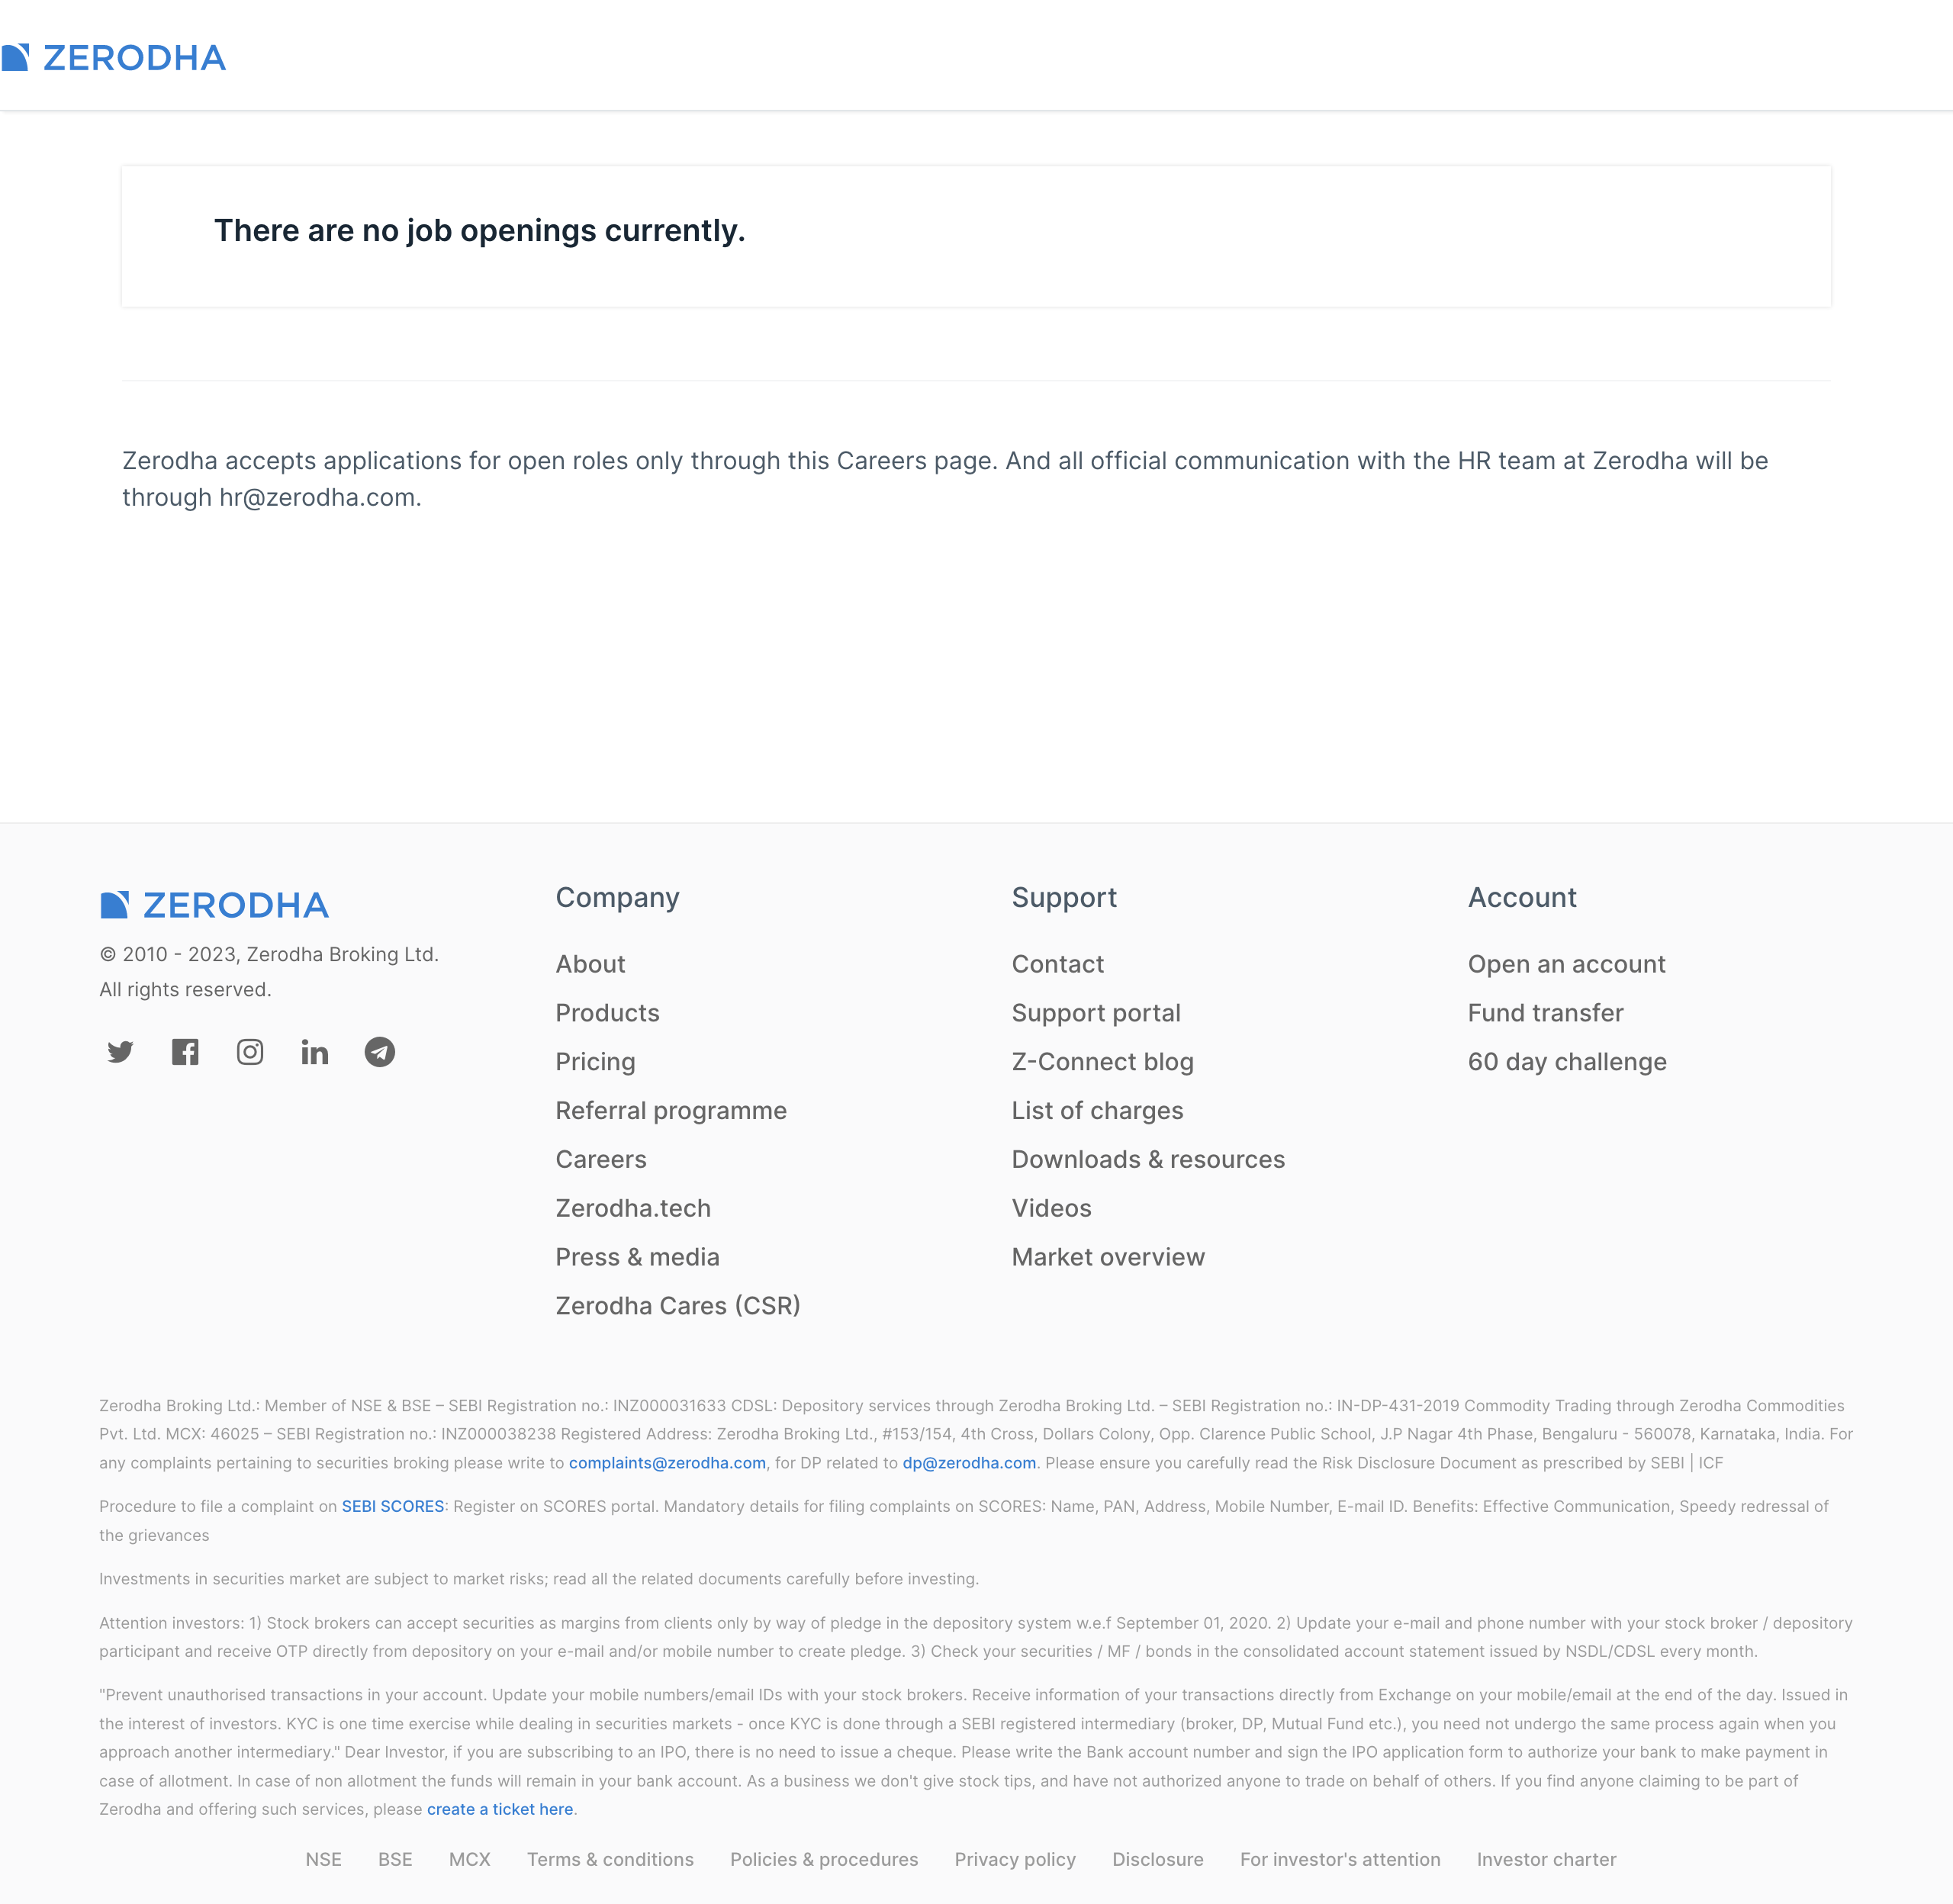 ZERODHA
There are no job openings currently.
Zerodha accepts applications for open roles only through this Careers page. And all official communication with the HR team at Zerodha will be
through hr@zerodha.com.
ZERODHA
© 2010 - 2023, Zerodha Broking Ltd.
All rights reserved.
Company
About
Products
Pricing
Referral programme
Careers
Zerodha.tech
Press & media
Zerodha Cares (CSR)
Support
Contact
Support portal
Z-Connect blog
List of charges
Downloads & resources
Videos
Market overview
Account
Open an account
Fund transfer
60 day challenge
Zerodha Broking Ltd.: Member of NSE & BSE – SEBI Registration no.: INZ000031633 CDSL: Depository services through Zerodha Broking Ltd. – SEBI Registration no.: IN-DP-431-2019 Commodity Trading through Zerodha Commodities
Pvt. Ltd. MCX: 46025 – SEBI Registration no.: INZ000038238 Registered Address: Zerodha Broking Ltd., #153/154, 4th Cross, Dollars Colony, Opp. Clarence Public School, J.P Nagar 4th Phase, Bengaluru - 560078, Karnataka, India. For
any complaints pertaining to securities broking please write to complaints@zerodha.com, for DP related to dp@zerodha.com. Please ensure you carefully read the Risk Disclosure Document as prescribed by SEBI | ICF
Procedure to file a complaint on SEBI SCORES: Register on SCORES portal. Mandatory details for filing complaints on SCORES: Name, PAN, Address, Mobile Number, E-mail ID. Benefits: Effective Communication, Speedy redressal of
the grievances
Investments in securities market are subject to market risks; read all the related documents carefully before investing.
Attention investors: 1) Stock brokers can accept securities as margins from clients only by way of pledge in the depository system w.e.f September 01, 2020. 2) Update your e-mail and phone number with your stock broker / depository
participant and receive OTP directly from depository on your e-mail and/or mobile number to create pledge. 3) Check your securities / MF / bonds in the consolidated account statement issued by NSDL/CDSL every month.
"Prevent unauthorised transactions in your account. Update your mobile numbers/email IDs with your stock brokers. Receive information of your transactions directly from Exchange on your mobile/email at the end of the day. Issued in
the interest of investors. KYC is one time exercise while dealing in securities markets - once KYC is done through a SEBI registered intermediary (broker, DP, Mutual Fund etc.), you need not undergo the same process again when you
approach another intermediary." Dear Investor, if you are subscribing to an IPO, there is no need to issue a cheque. Please write the Bank account number and sign the IPO application form to authorize your bank to make payment in
case of allotment. In case of non allotment the funds will remain in your bank account. As a business we don't give stock tips, and have not authorized anyone to trade on behalf of others. If you find anyone claiming to be part of
Zerodha and offering such services, please create a ticket here.
NSE BSE MCX Terms & conditions Policies & procedures Privacy policy Disclosure For investor's attention Investor charter